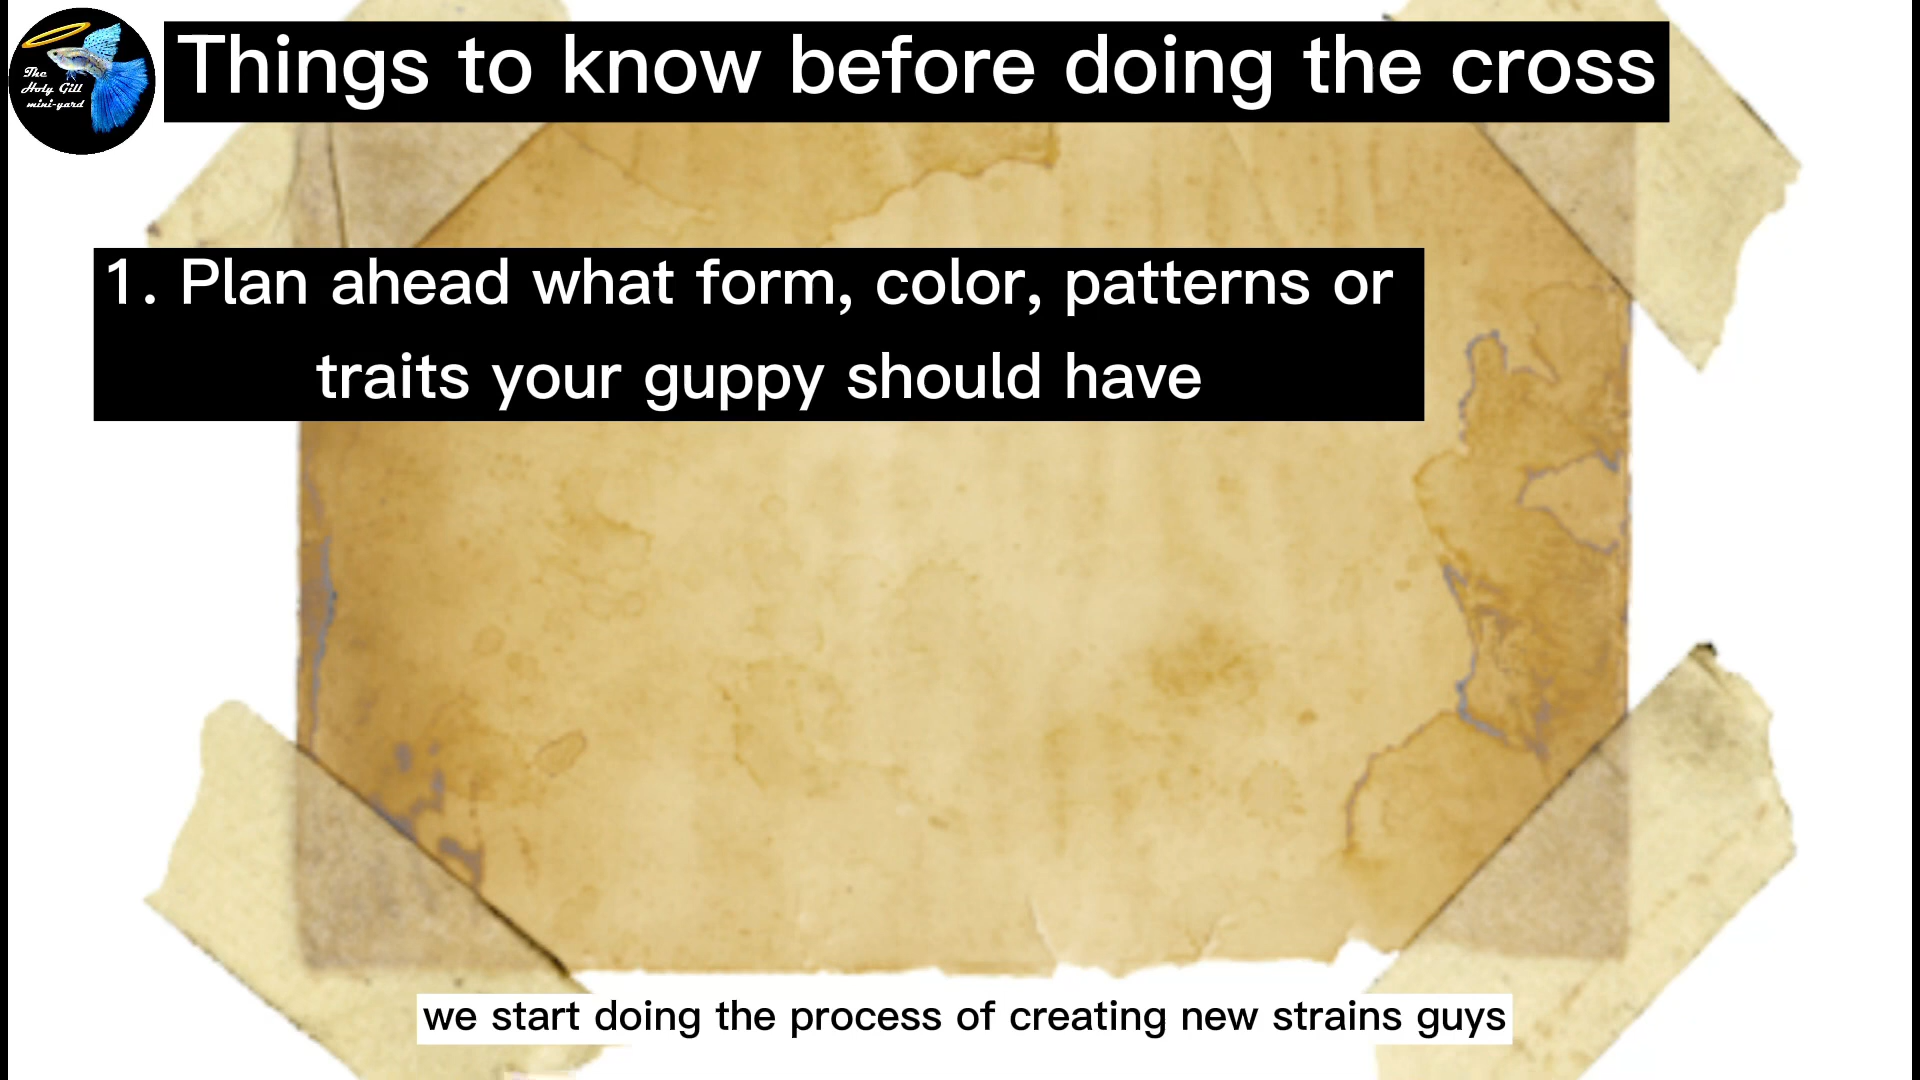 The
Holy Gill
mini-yard
Things to know before doing the cross
1. Plan ahead what form, color, patterns or
traits your guppy should have
we start doing the process of creating new strains guys